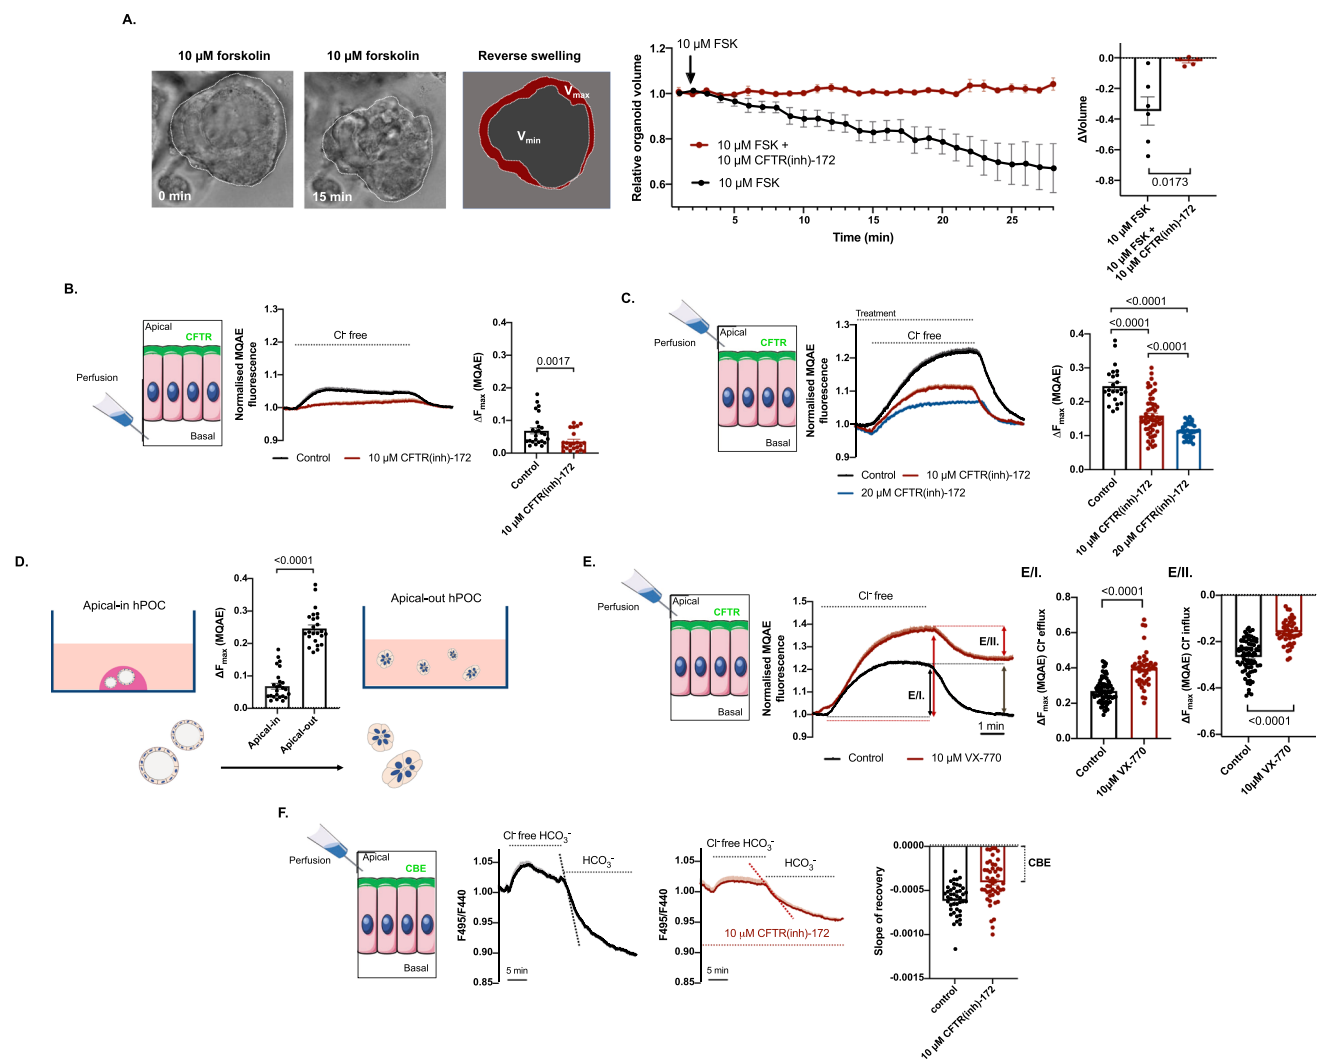 A.
10 µM forskolin
10 µM forskolin
Reverse swelling
0 min
15 min
Vmax
Vmin
Relative organoid volume
1.2
1.0
0.8
0.6
10 µM FSK
10 µM FSK +
10 µM CFTR(inh)-172
10 µM FSK
5
10
15
20
25
Time (min)
ΔVolume
0.0
-0.2
-0.4
-0.6
-0.8
0.0173
10 µM FSK
10 µM FSK +
10 µM CFTR(inh)-172
B.
Perfusion
Apical
CFTR
Basal
Normalised MQAE
fluorescence
1.3
1.2
1.1
1.0
0.9
Cl⁻ free
Control
10 µM CFTR(inh)-172
ΔFmax (MQAE)
0.4
0.3
0.2
0.1
0.0
0.0017
Control
10 µM CFTR(inh)-172
C.
Perfusion
Apical
CFTR
Basal
Normalised MQAE
fluorescence
Treatment
1.3
1.2
1.1
1.0
0.9
Cl⁻ free
Control
10 µM CFTR(inh)-172
20 µM CFTR(inh)-172
ΔFmax (MQAE)
0.4
0.3
0.2
0.1
0.0
<0.0001
<0.0001
<0.0001
Control
10 µM CFTR(inh)-172
20 µM CFTR(inh)-172
D.
Apical-in hPOC
ΔFmax (MQAE)
0.4
0.3
0.2
0.1
0.0
<0.0001
Apical-in
Apical-out
Apical-out hPOC
E.
Perfusion
Apical
CFTR
Basal
Normalised MQAE
fluorescence
1.5
1.4
1.3
1.2
1.1
1.0
0.9
Cl⁻ free
E/I.
E/II.
1 min
Control
10 µM VX-770
E/I.
ΔFmax (MQAE) Cl⁻ efflux
0.8
0.6
0.4
0.2
0.0
<0.0001
Control
10µM VX-770
E/II.
ΔFmax (MQAE) Cl⁻ influx
0.0
-0.2
-0.4
-0.6
<0.0001
Control
10µM VX-770
F.
Perfusion
Apical
CBE
Basal
F495/F440
1.05
1.00
0.95
0.90
0.85
Cl⁻ free HCO₃⁻
HCO₃⁻
5 min
F495/F440
1.05
1.00
0.95
0.90
0.85
Cl⁻ free HCO₃⁻
HCO₃⁻
10 µM CFTR(inh)-172
5 min
Slope of recovery
0.0000
-0.0005
-0.0010
-0.0015
CBE
control
10 µM CFTR(inh)-172